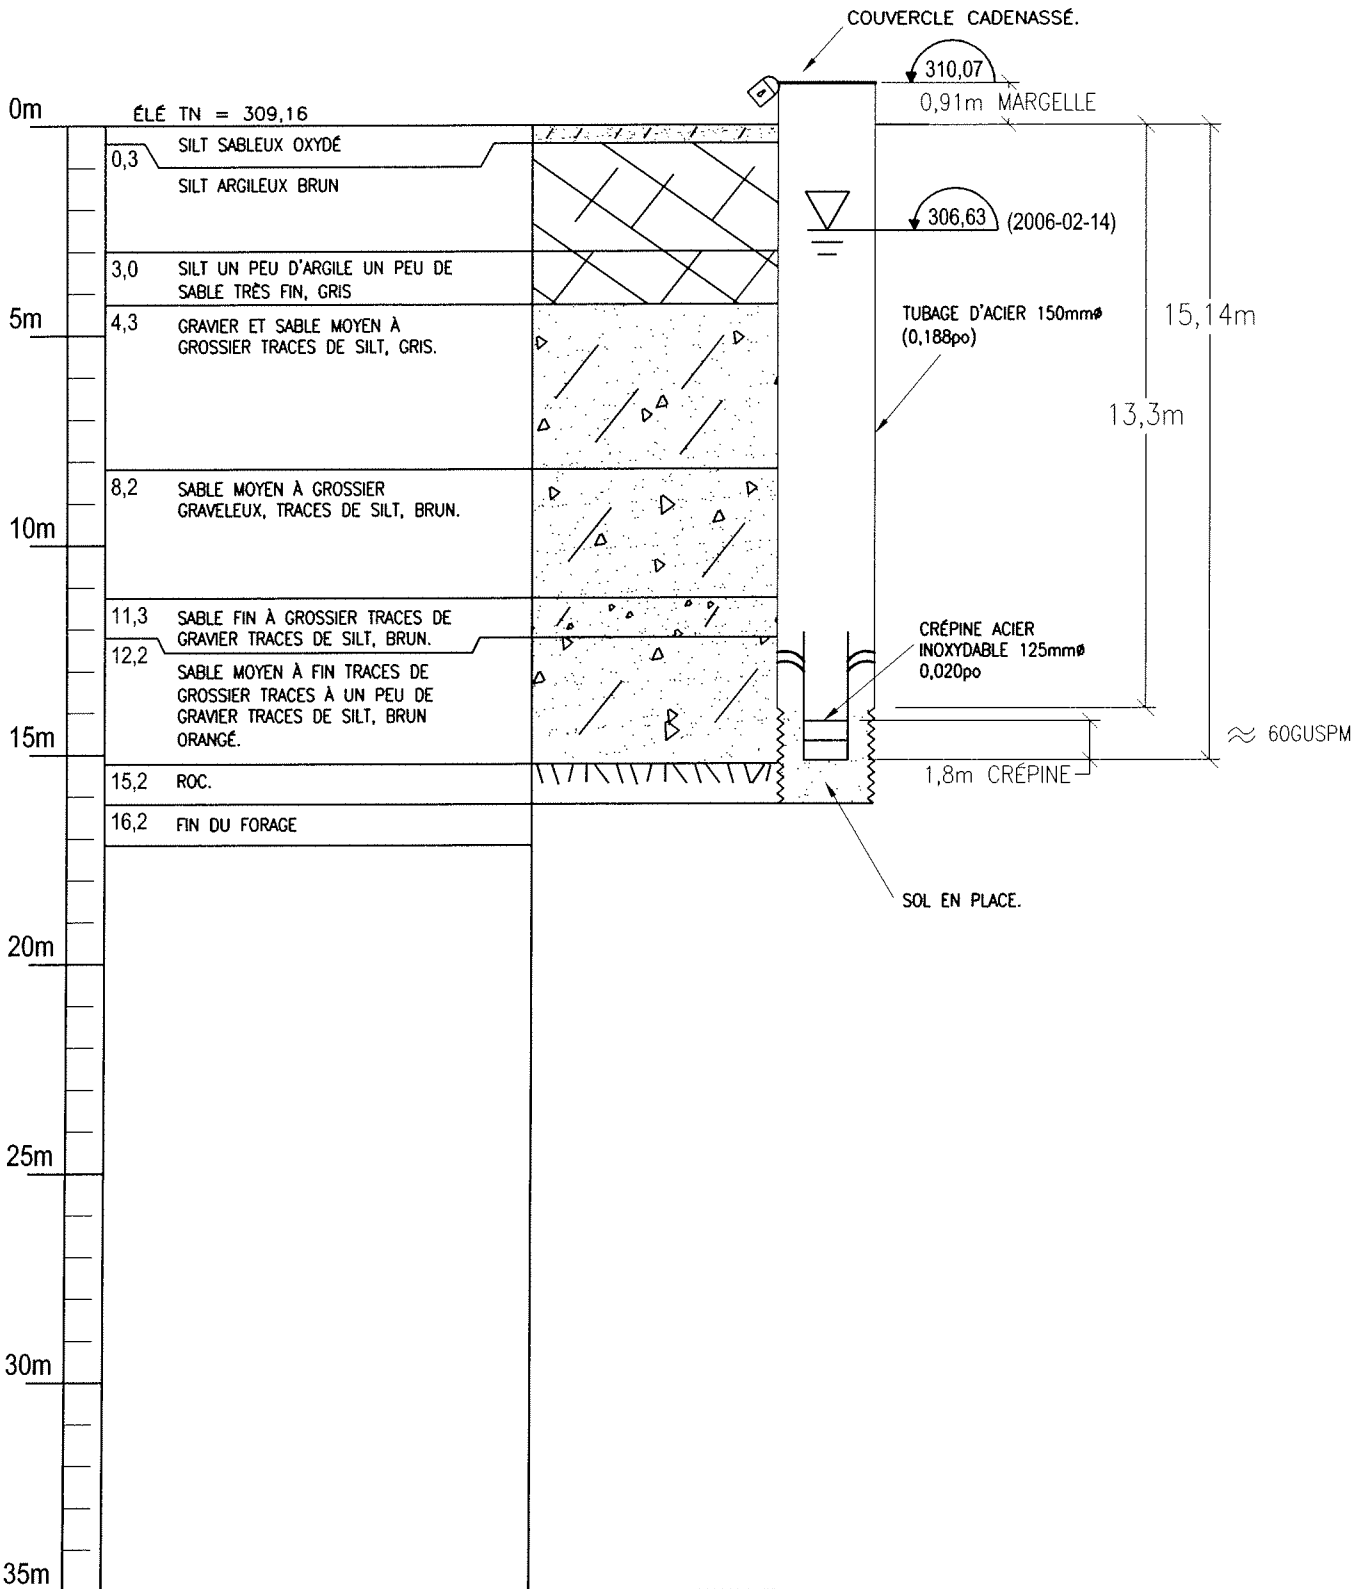 COUVERCLE CADENASSÉ.
310,07
0,91m MARGELLE
0m
ÉLÉ TN = 309,16
SILT SABLEUX OXYDÉ
0,3
SILT ARGILEUX BRUN
306,63 (2006-02-14)
3,0 SILT UN PEU D'ARGILE UN PEU DE
SABLE TRÈS FIN, GRIS
5m
4,3 GRAVIER ET SABLE MOYEN À
GROSSIER TRACES DE SILT, GRIS.
TUBAGE D'ACIER 150mmø
(0,188po)
15,14m
13,3m
8,2 SABLE MOYEN À GROSSIER
GRAVELEUX, TRACES DE SILT, BRUN.
10m
11,3 SABLE FIN À GROSSIER TRACES DE
GRAVIER TRACES DE SILT, BRUN.
12,2
SABLE MOYEN À FIN TRACES DE
GROSSIER TRACES À UN PEU DE
GRAVIER TRACES DE SILT, BRUN
ORANGÉ.
CRÉPINE ACIER
INOXYDABLE 125mmø
0,020po
15m
≈ 60GUSPM
1,8m CRÉPINE
15,2 ROC.
16,2 FIN DU FORAGE
SOL EN PLACE.
20m
25m
30m
35m